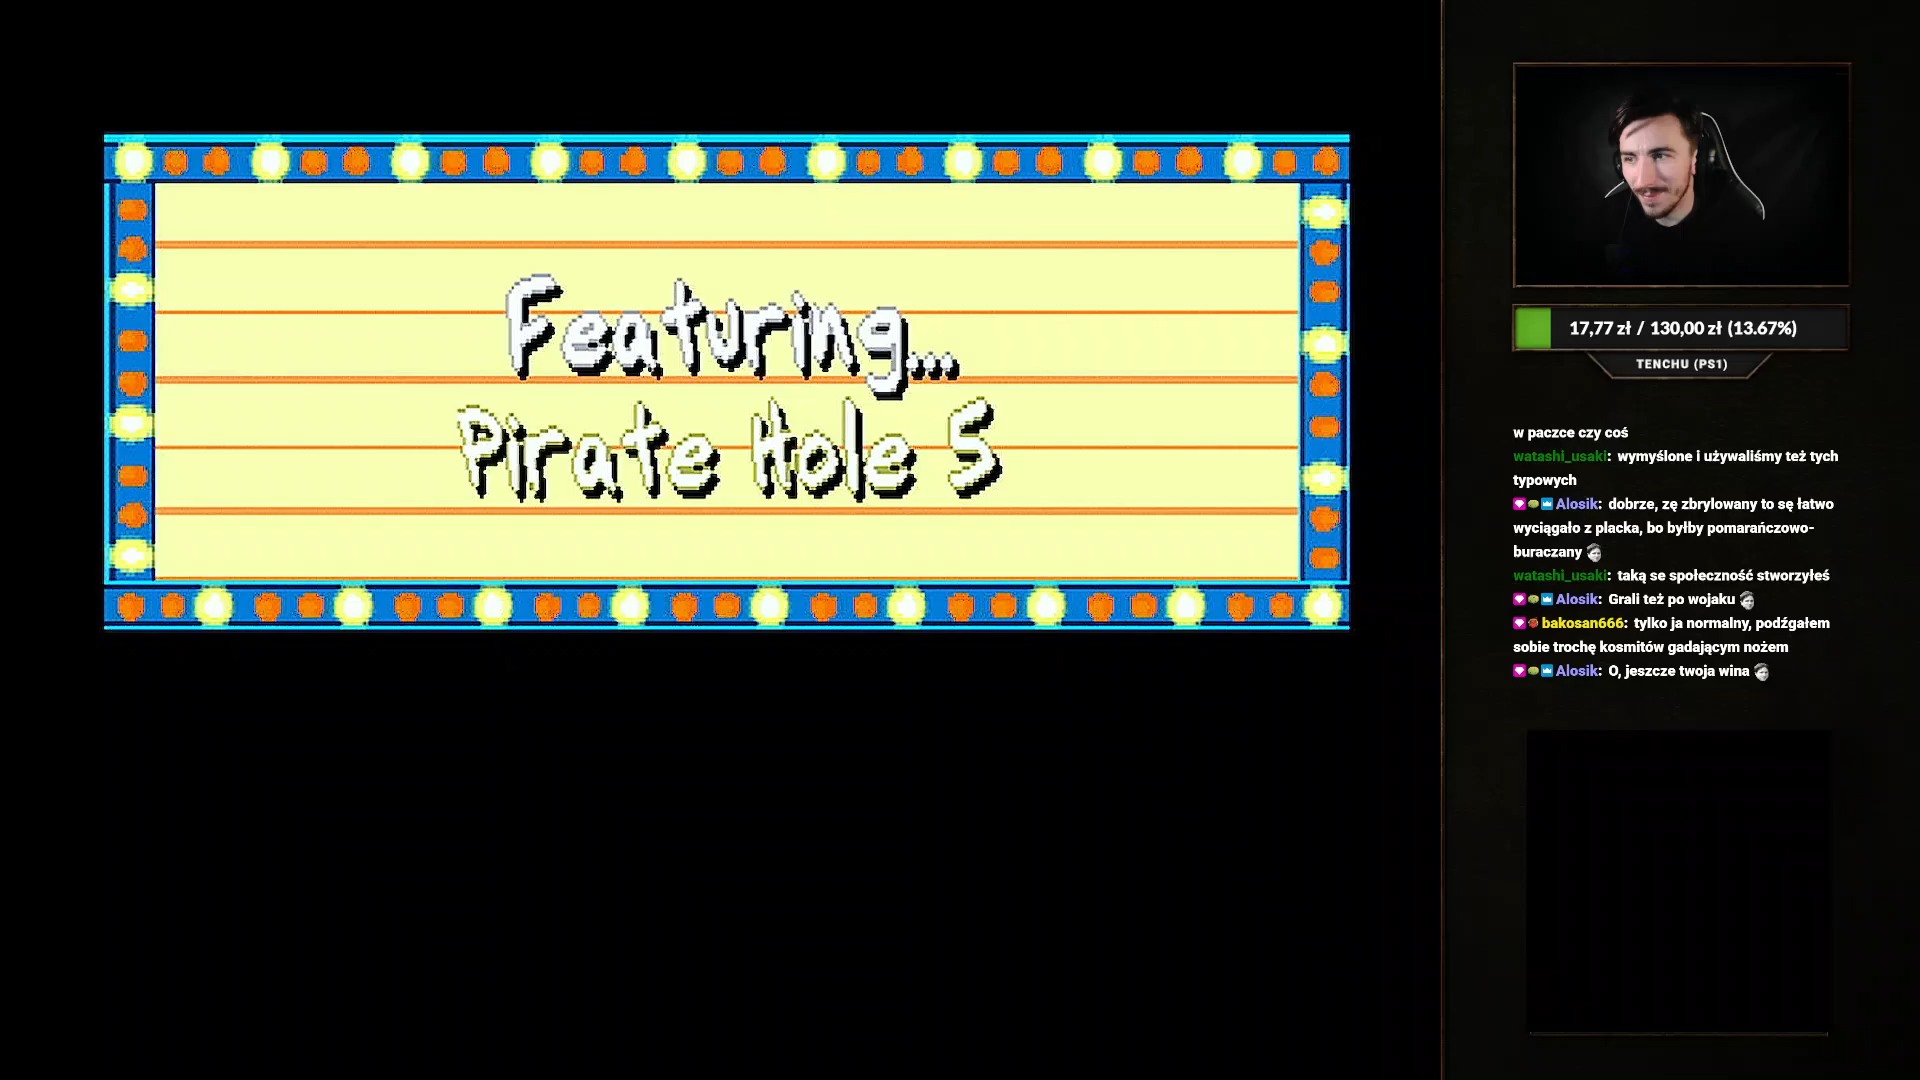 Featuring...
Pirate Hole 5
17,77 zł / 130,00 zł (13.67%)
TENCHU (PS1)
w paczce czy coś
watashi_usaki: wymyślone i używaliśmy też tych
typowych
Alosik: dobrze, zę zbrylowany to sę łatwo
wyciągało z placka, bo byłby pomarańczowo-
buraczany
watashi_usaki: taką se społeczność stworzyłeś
Alosik: Grali też po wojaku
bakosan666: tylko ja normalny, podźgałem
sobie trochę kosmitów gadającym nożem
Alosik: O, jeszcze twoja wina